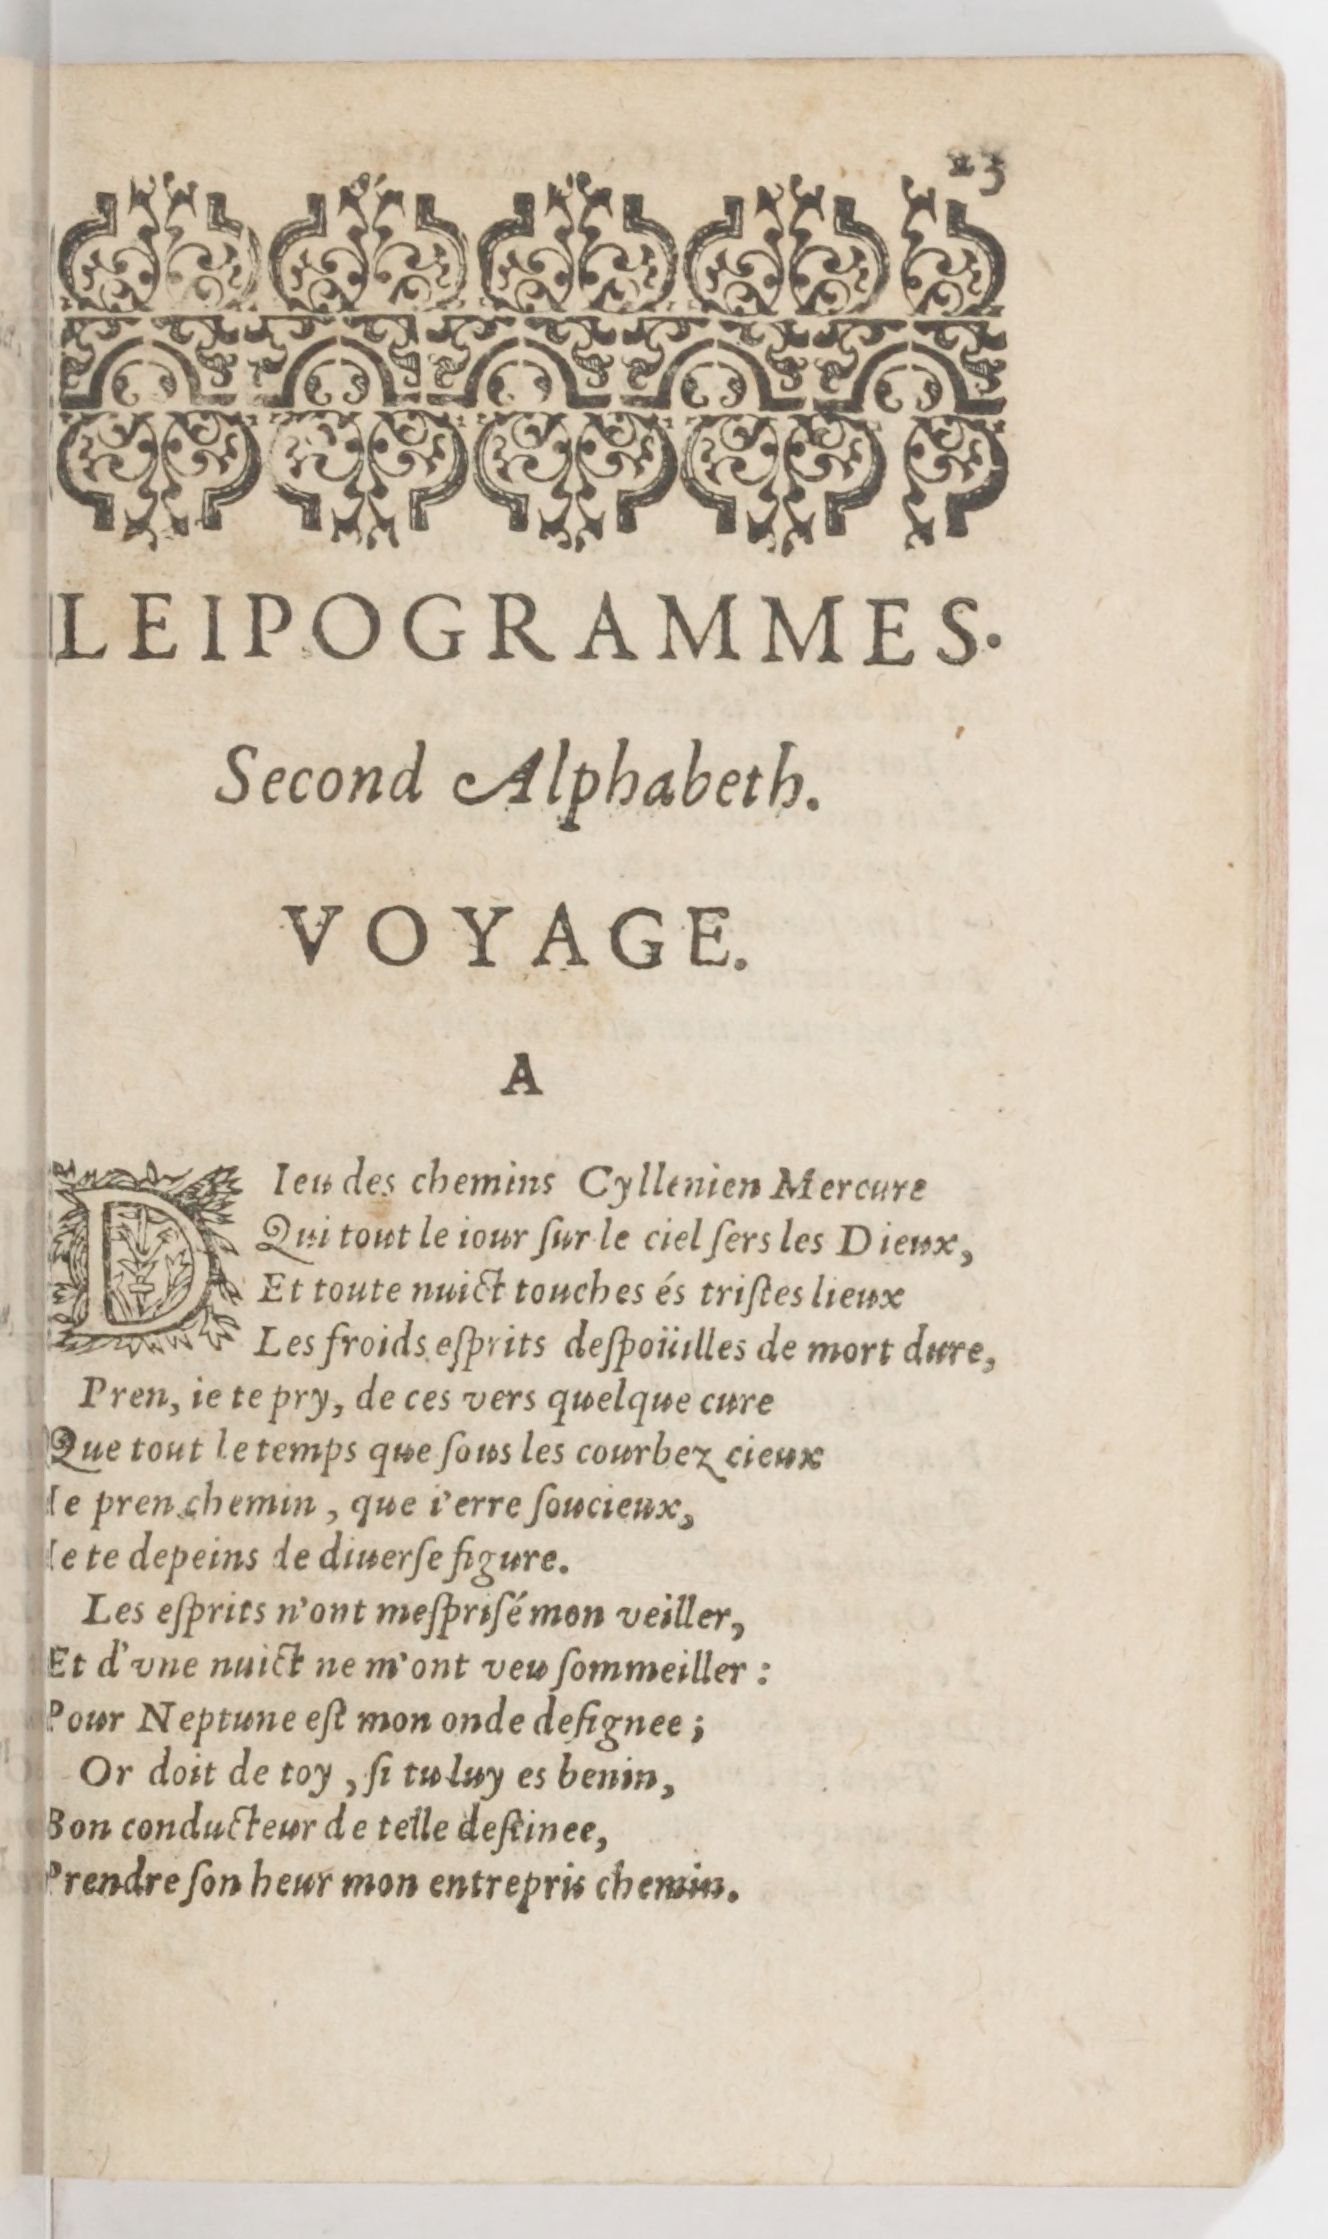 23
LEIPOGRAMMES.
Second Alphabeth.
VOYAGE.
A
DIeu des chemins Cyllenien Mercure
Qui tout le iour ſur le ciel ſers les Dieux,
Et toute nuict touches és triſtes lieux
Les froids eſprits deſpoüilles de mort dure,
Pren, ie te pry, de ces vers quelque cure
Que tout le temps que ſous les courbez cieux
Ie pren chemin, que i'erre ſoucieux,
Ie te depeins de diuerſe figure.
Les eſprits n'ont meſpriſé mon veiller,
Et d'vne nuict ne m'ont veu ſommeiller :
Pour Neptune eſt mon onde deſignee ;
Or doit de toy, ſi tu luy es benin,
Bon conducteur de telle deſtinee,
Prendre ſon heur mon entrepris chemin.